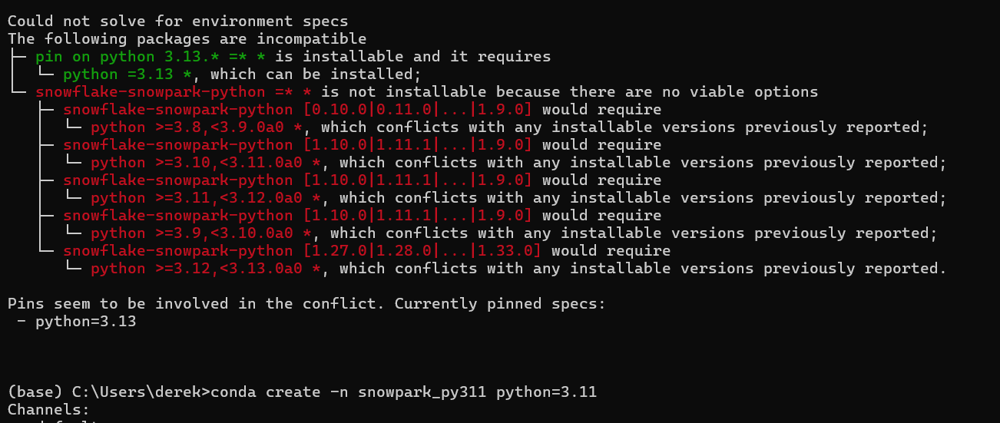 Could not solve for environment specs
The following packages are incompatible
├─ pin on python 3.13.* =* * is installable and it requires
│  └─ python =3.13 *, which can be installed;
└─ snowflake-snowpark-python =* * is not installable because there are no viable options
   ├─ snowflake-snowpark-python [0.10.0|0.11.0|...|1.9.0] would require
   │  └─ python >=3.8,<3.9.0a0 *, which conflicts with any installable versions previously reported;
   ├─ snowflake-snowpark-python [1.10.0|1.11.1|...|1.9.0] would require
   │  └─ python >=3.10,<3.11.0a0 *, which conflicts with any installable versions previously reported;
   ├─ snowflake-snowpark-python [1.10.0|1.11.1|...|1.9.0] would require
   │  └─ python >=3.11,<3.12.0a0 *, which conflicts with any installable versions previously reported;
   ├─ snowflake-snowpark-python [1.10.0|1.11.1|...|1.9.0] would require
   │  └─ python >=3.9,<3.10.0a0 *, which conflicts with any installable versions previously reported;
   └─ snowflake-snowpark-python [1.27.0|1.28.0|...|1.33.0] would require
      └─ python >=3.12,<3.13.0a0 *, which conflicts with any installable versions previously reported.
Pins seem to be involved in the conflict. Currently pinned specs:
 - python=3.13
(base) C:\Users\derek>conda create -n snowpark_py311 python=3.11
Channels: